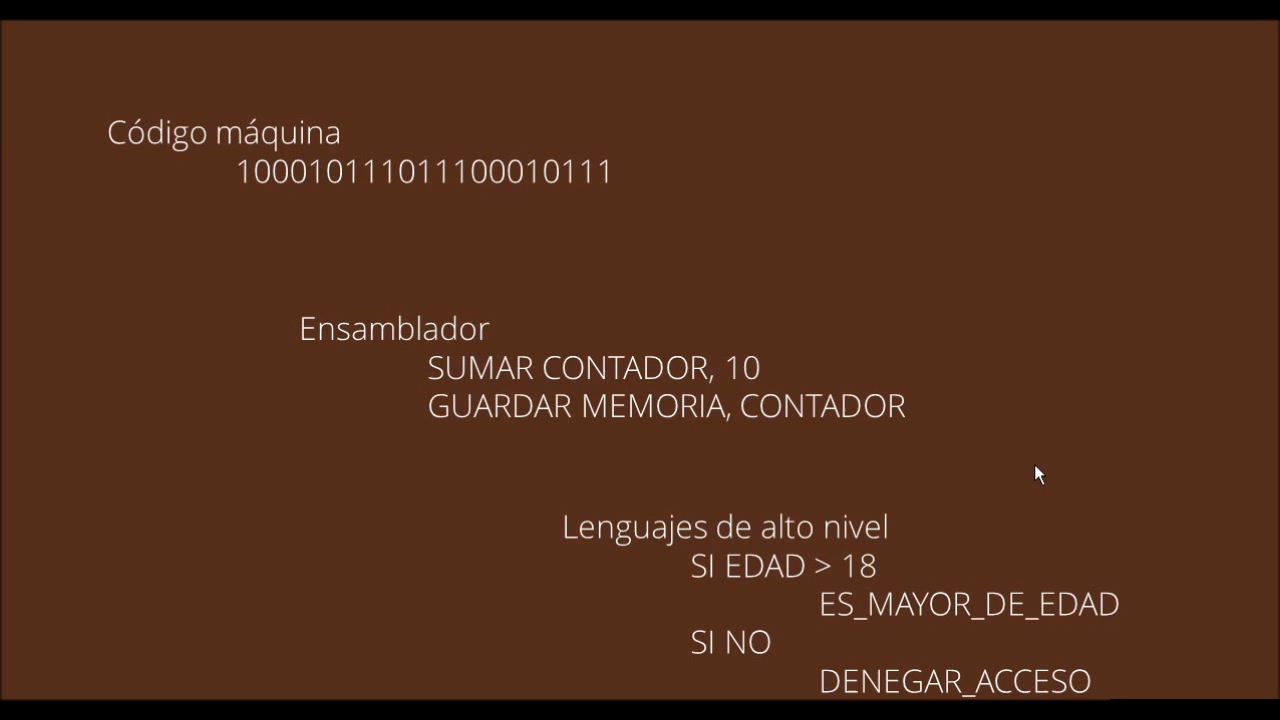 Código máquina
100010111011100010111
Ensamblador
SUMAR CONTADOR, 10
GUARDAR MEMORIA, CONTADOR
Lenguajes de alto nivel
SI EDAD > 18
ES_MAYOR_DE_EDAD
SI NO
DENEGAR_ACCESO